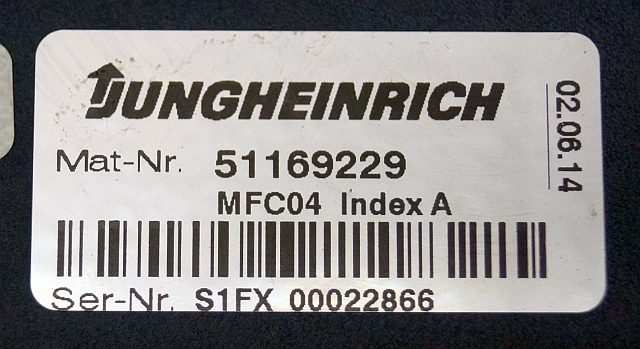 JUNGHEINRICH
Mat-Nr. 51169229
MFC04 Index A
Ser-Nr. S1FX 00022866
02.06.14